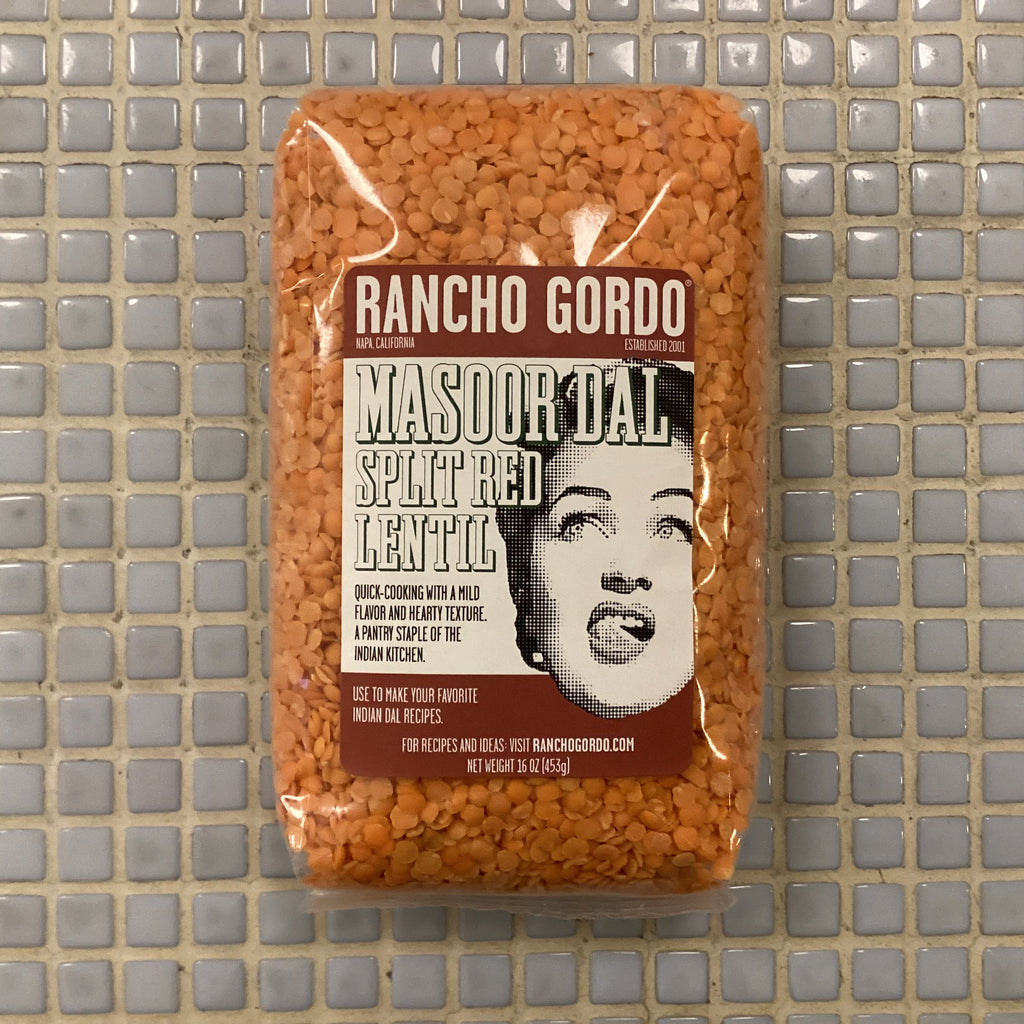 RANCHO GORDO®
NAPA, CALIFORNIA ESTABLISHED 2001
MASOOR DAL
SPLIT RED
LENTIL
QUICK-COOKING WITH A MILD
FLAVOR AND HEARTY TEXTURE.
A PANTRY STAPLE OF THE
INDIAN KITCHEN.
USE TO MAKE YOUR FAVORITE
INDIAN DAL RECIPES.
FOR RECIPES AND IDEAS: VISIT RANCHOGORDO.COM
NET WEIGHT 16 OZ (453g)